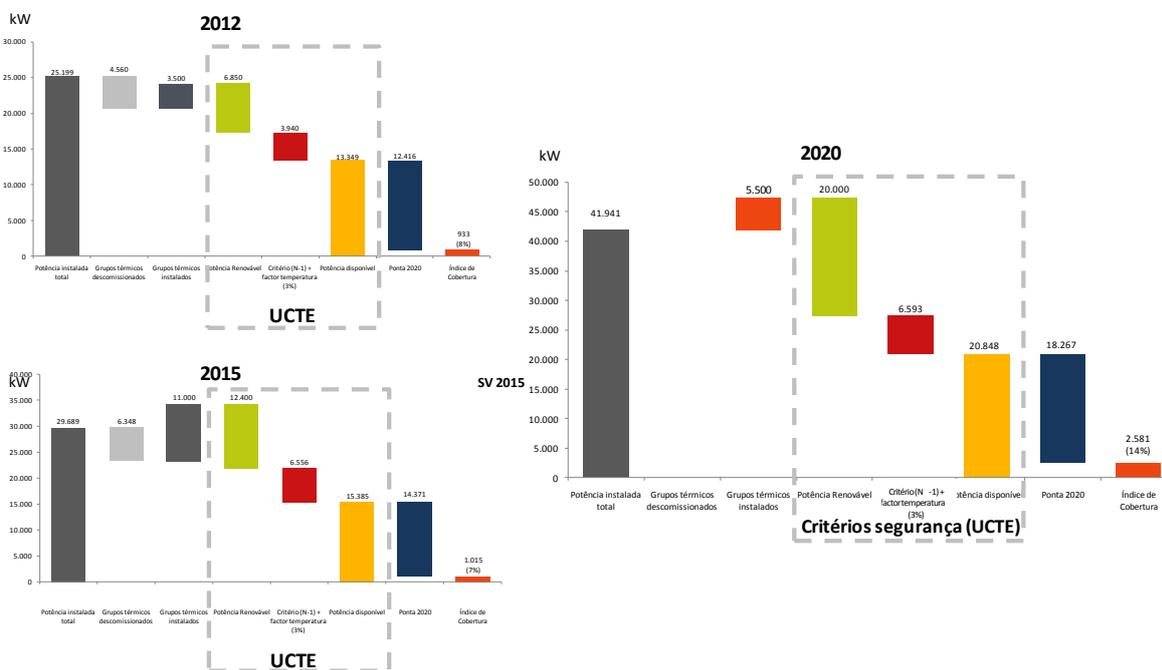 kW
2012
30.000
25.000
20.000
15.000
10.000
5.000
0
25.199
4.560
3.500
6.850
3.940
13.349
12.416
933
(8%)
Potência instalada
total
Grupos térmicos
descomissionados
Grupos térmicos
instalados
otência Renovável
Critério (N-1) +
factor temperatura
(3%)
Potência disponível
Ponta 2020
Índice de
Cobertura
UCTE
kW
2015
SV 2015
40.000
35.000
30.000
25.000
20.000
15.000
10.000
5.000
0
29.689
6.348
11.000
12.400
6.556
15.385
14.371
1.015
(7%)
Potência instalada
total
Grupos térmicos
descomissionados
Grupos térmicos
instalados
Potência Renovável
Critério (N-1) +
factor temperatura
(3%)
Potência disponível
Ponta 2020
Índice de
Cobertura
UCTE
kW
2020
50.000
45.000
40.000
35.000
30.000
25.000
20.000
15.000
10.000
5.000
0
41.941
5.500
20.000
6.593
20.848
18.267
2.581
(14%)
Potência instalada
total
Grupos térmicos
descomissionados
Grupos térmicos
instalados
Potência Renovável
Critério (N -1) +
factor temperatura
(3%)
otência disponíve
Ponta 2020
Índice de
Cobertura
Critérios segurança (UCTE)